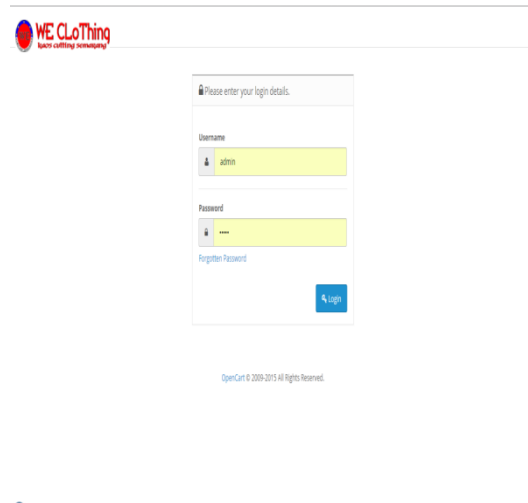 WE CLoThing
kaos cutting semarang
Please enter your login details.
Username
admin
Password
••••
Forgotten Password
Login
OpenCart © 2009-2015 All Rights Reserved.